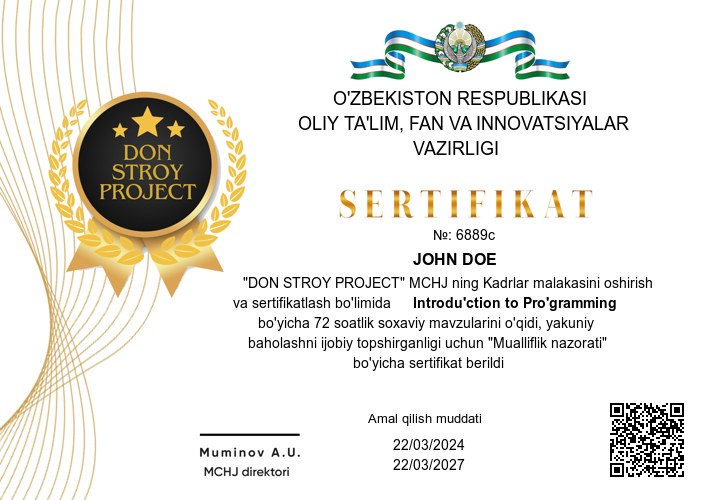 O'ZBEKISTON RESPUBLIKASI
OLIY TA'LIM, FAN VA INNOVATSIYALAR
VAZIRLIGI
DON
STROY
PROJECT
SERTIFIKAT
№: 6889c
JOHN DOE
"DON STROY PROJECT" MCHJ ning Kadrlar malakasini oshirish
va sertifikatlash bo'limida Introdu'ction to Pro'gramming
bo'yicha 72 soatlik soxaviy mavzularini o'qidi, yakuniy
baholashni ijobiy topshirganligi uchun "Mualliflik nazorati"
bo'yicha sertifikat berildi
Amal qilish muddati
22/03/2024
22/03/2027
Muminov A.U.
MCHJ direktori